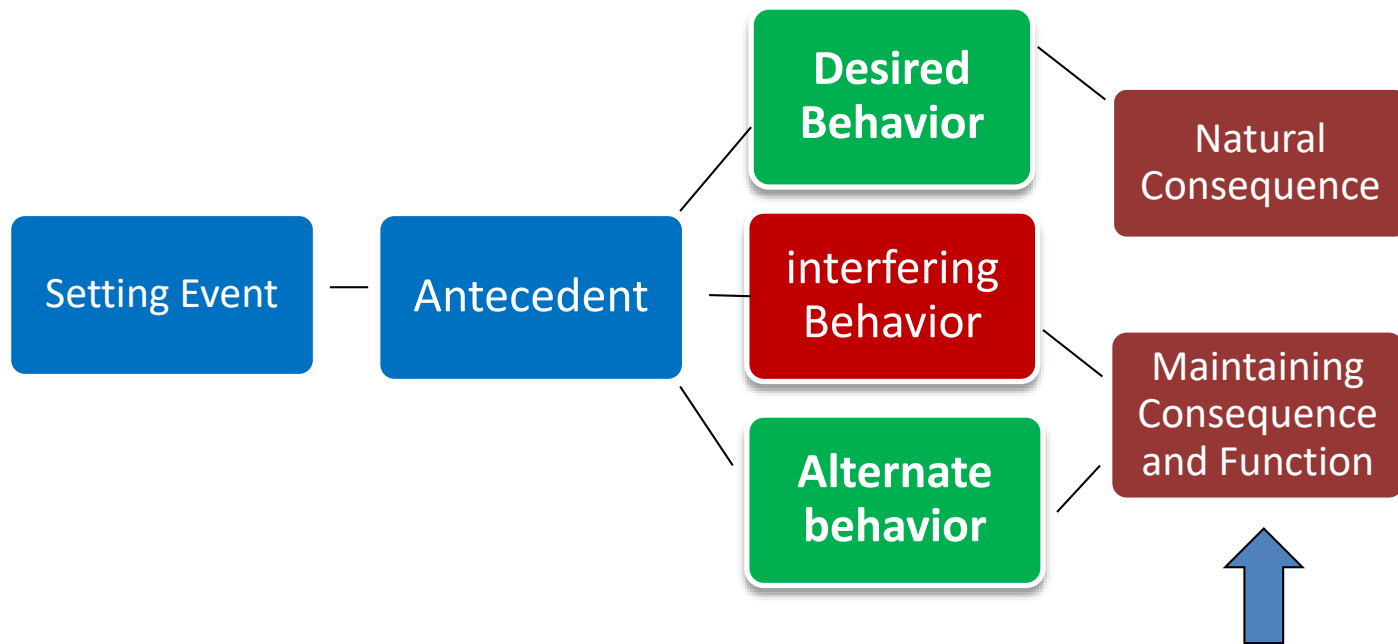 Setting Event
Antecedent
Desired
Behavior
interfering
Behavior
Alternate
behavior
Natural
Consequence
Maintaining
Consequence
and Function